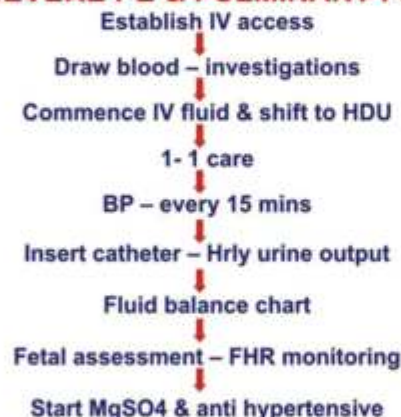 Establish IV access
Draw blood – investigations
Commence IV fluid & shift to HDU
1- 1 care
BP – every 15 mins
Insert catheter – Hrly urine output
Fluid balance chart
Fetal assessment – FHR monitoring
Start MgSO4 & anti hypertensive